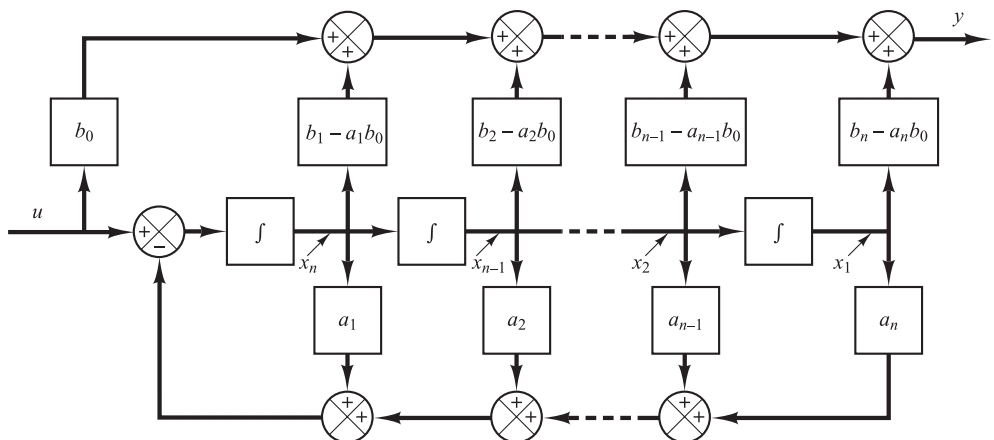 y
+ + + + + + + +
b₀ b₁ – a₁b₀ b₂ – a₂b₀ bₙ₋₁ – aₙ₋₁b₀ bₙ – aₙb₀
u
+ – ∫ ∫ ∫
xₙ xₙ₋₁ x₂ x₁
a₁ a₂ aₙ₋₁ aₙ
+ + + + + +